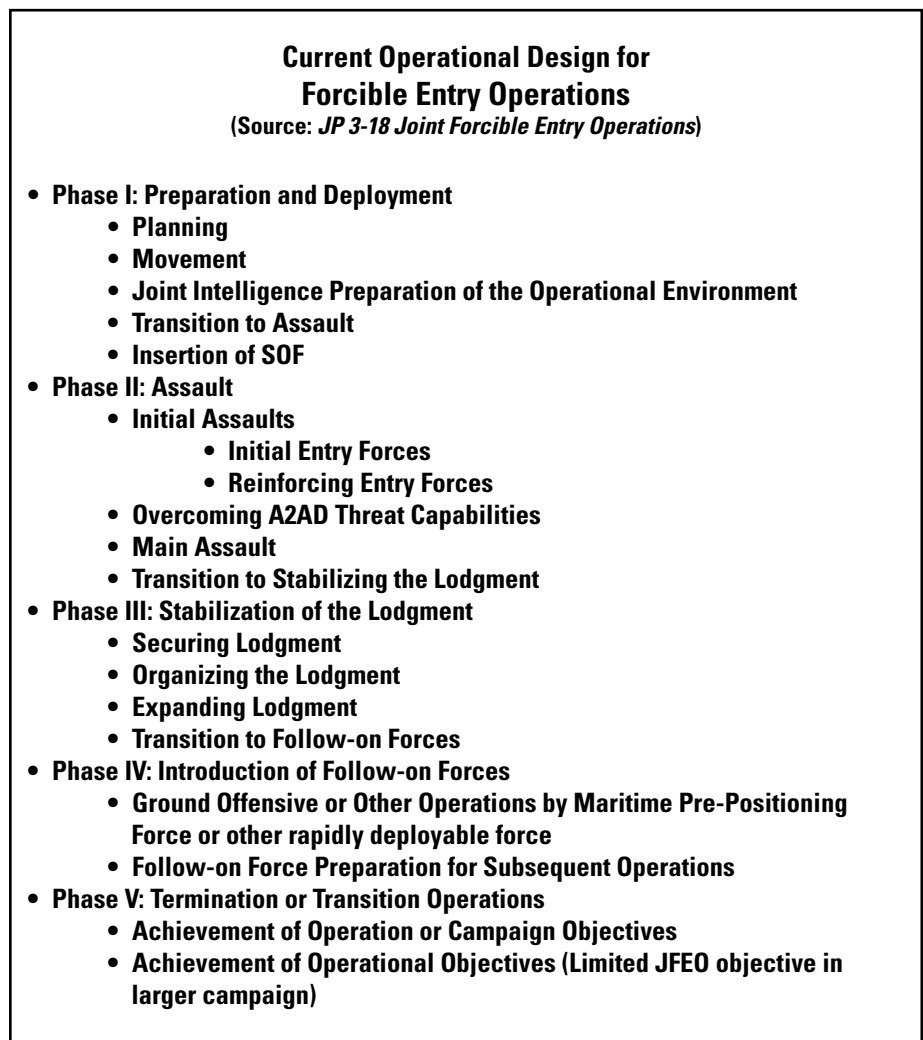 Current Operational Design for
Forcible Entry Operations
(Source: JP 3-18 Joint Forcible Entry Operations)
• Phase I: Preparation and Deployment
• Planning
• Movement
• Joint Intelligence Preparation of the Operational Environment
• Transition to Assault
• Insertion of SOF
• Phase II: Assault
• Initial Assaults
• Initial Entry Forces
• Reinforcing Entry Forces
• Overcoming A2AD Threat Capabilities
• Main Assault
• Transition to Stabilizing the Lodgment
• Phase III: Stabilization of the Lodgment
• Securing Lodgment
• Organizing the Lodgment
• Expanding Lodgment
• Transition to Follow-on Forces
• Phase IV: Introduction of Follow-on Forces
• Ground Offensive or Other Operations by Maritime Pre-Positioning
Force or other rapidly deployable force
• Follow-on Force Preparation for Subsequent Operations
• Phase V: Termination or Transition Operations
• Achievement of Operation or Campaign Objectives
• Achievement of Operational Objectives (Limited JFEO objective in
larger campaign)